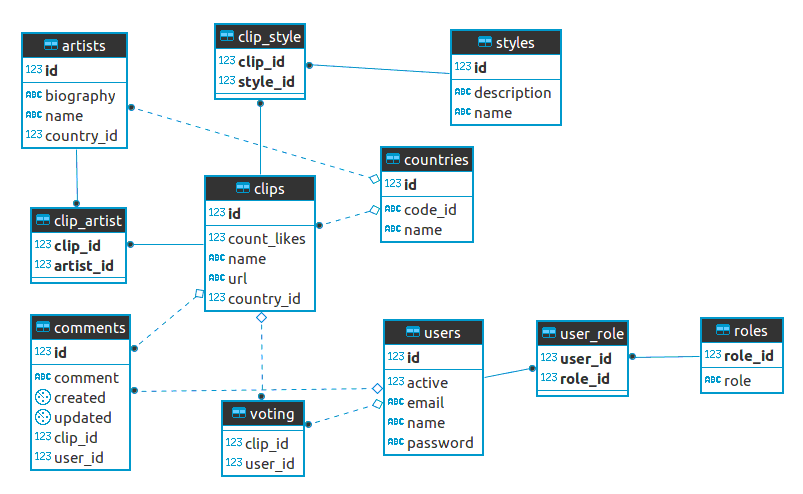 artists
123 id
ABC biography
ABC name
123 country_id
clip_style
123 clip_id
123 style_id
styles
123 id
ABC description
ABC name
countries
123 id
ABC code_id
ABC name
clips
123 id
123 count_likes
ABC name
ABC url
123 country_id
clip_artist
123 clip_id
123 artist_id
comments
123 id
ABC comment
created
updated
123 clip_id
123 user_id
users
123 id
123 active
ABC email
ABC name
ABC password
user_role
123 user_id
123 role_id
roles
123 role_id
ABC role
voting
123 clip_id
123 user_id